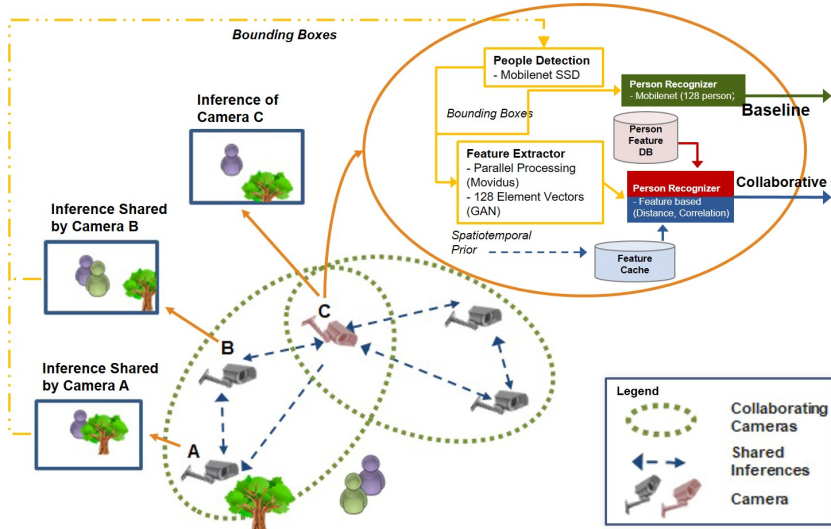 Bounding Boxes
People Detection
- Mobilenet SSD
Person Recognizer
- Mobilenet (128 person)
Baseline
Bounding Boxes
Person
Feature
DB
Feature Extractor
- Parallel Processing
(Movidus)
- 128 Element Vectors
(GAN)
Person Recognizer
- Feature based
(Distance, Correlation)
Collaborative
Spatiotemporal
Prior
Feature
Cache
Inference of
Camera C
Inference Shared
by Camera B
Inference Shared
by Camera A
C
B
A
Legend
Collaborating
Cameras
Shared
Inferences
Camera